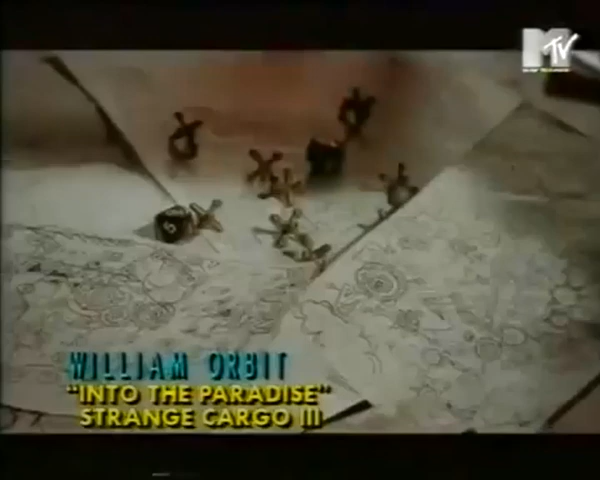 MTV
WILLIAM ORBIT
"INTO THE PARADISE"
STRANGE CARGO III